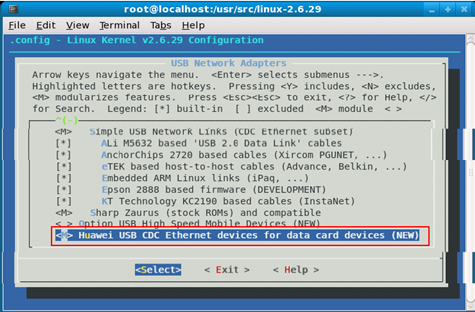 root@localhost:/usr/src/linux-2.6.29
File Edit View Terminal Tabs Help
.config - Linux Kernel v2.6.29 Configuration
USB Network Adapters
Arrow keys navigate the menu. <Enter> selects submenus --->.
Highlighted letters are hotkeys. Pressing <Y> includes, <N> excludes,
<M> modularizes features. Press <Esc><Esc> to exit, <?> for Help, </>
for Search. Legend: [*] built-in [ ] excluded <M> module < >
^(-)
<M> Simple USB Network Links (CDC Ethernet subset)
[*] ALi M5632 based 'USB 2.0 Data Link' cables
[*] AnchorChips 2720 based cables (Xircom PGUNET, ...)
[*] eTEK based host-to-host cables (Advance, Belkin, ...)
[*] Embedded ARM Linux links (iPaq, ...)
[*] Epson 2888 based firmware (DEVELOPMENT)
[*] KT Technology KC2190 based cables (InstaNet)
<M> Sharp Zaurus (stock ROMs) and compatible
< > Option USB High Speed Mobile Devices (NEW)
<M> Huawei USB CDC Ethernet devices for data card devices (NEW)
<Select> < Exit > < Help >